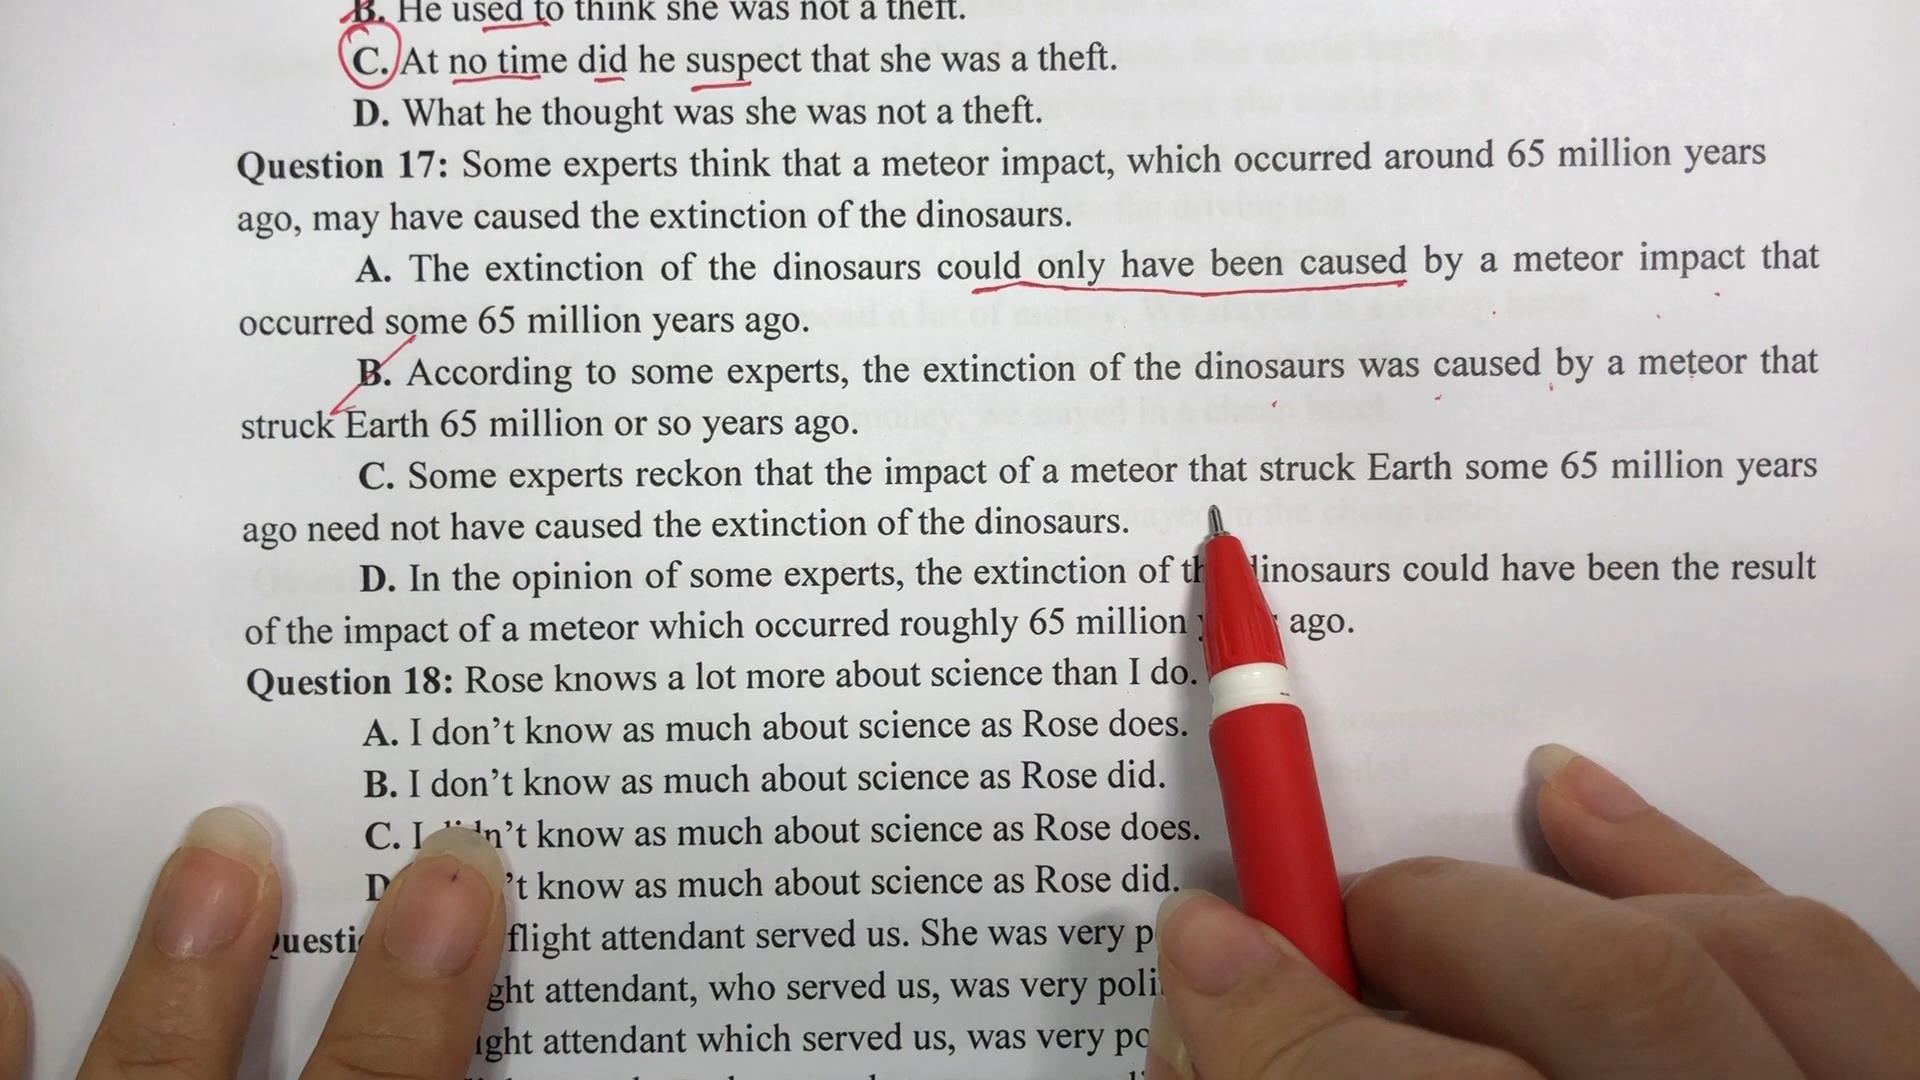 B. He used to think she was not a theft.
C. At no time did he suspect that she was a theft.
D. What he thought was she was not a theft.
Question 17: Some experts think that a meteor impact, which occurred around 65 million years
ago, may have caused the extinction of the dinosaurs.
A. The extinction of the dinosaurs could only have been caused by a meteor impact that
occurred some 65 million years ago.
B. According to some experts, the extinction of the dinosaurs was caused by a meteor that
struck Earth 65 million or so years ago.
C. Some experts reckon that the impact of a meteor that struck Earth some 65 million years
ago need not have caused the extinction of the dinosaurs.
D. In the opinion of some experts, the extinction of dinosaurs could have been the result
of the impact of a meteor which occurred roughly 65 million ago.
Question 18: Rose knows a lot more about science than I do.
A. I don't know as much about science as Rose does.
B. I don't know as much about science as Rose did.
C. I know as much about science as Rose does.
D know as much about science as Rose did.
flight attendant served us. She was very
attendant, who served us, was very
attendant which served us, was very